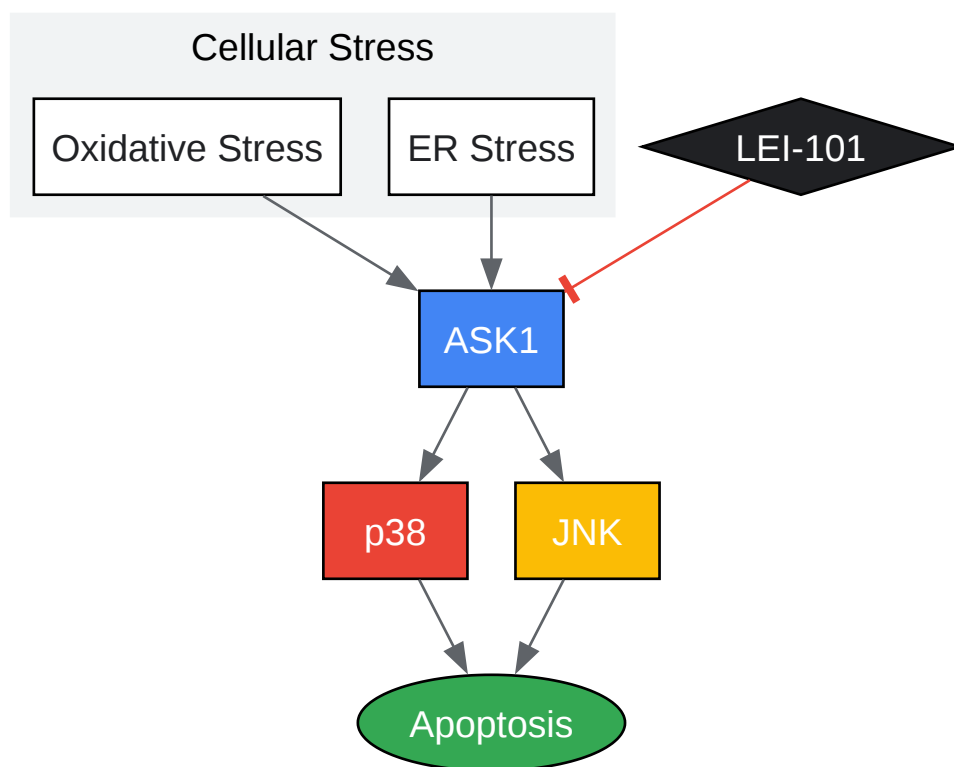 Cellular Stress
Oxidative Stress
ER Stress
LEI-101
ASK1
p38
JNK
Apoptosis